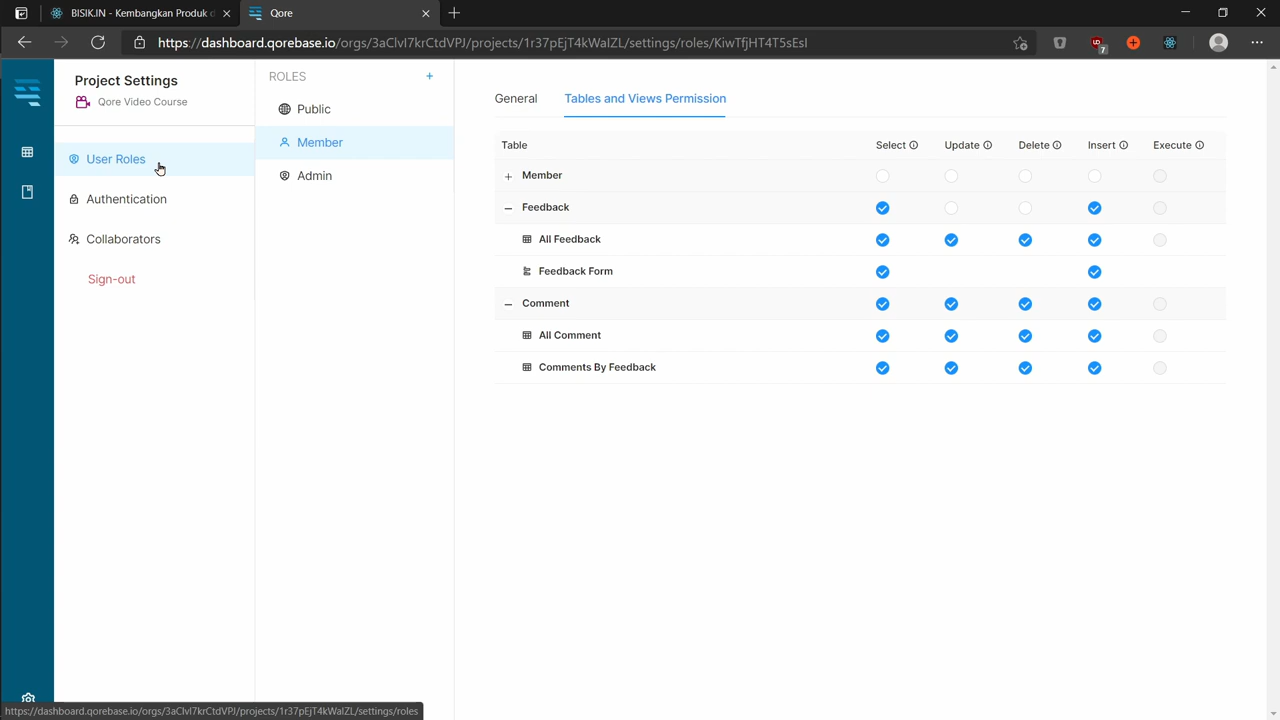 BISIK.IN - Kembangkan Produk d
Qore
https://dashboard.qorebase.io/orgs/3aClvI7krCtdVPJ/projects/1r37pEjT4kWalZL/settings/roles/KiwTfjHT4T5sEsI
7
Project Settings
Qore Video Course
User Roles
Authentication
Collaborators
Sign-out
ROLES
+
Public
Member
Admin
General
Tables and Views Permission
Table Select Update Delete Insert Execute
Member
Feedback
All Feedback
Feedback Form
Comment
All Comment
Comments By Feedback
https://dashboard.qorebase.io/orgs/3aClvI7krCtdVPJ/projects/1r37pEjT4kWalZL/settings/roles